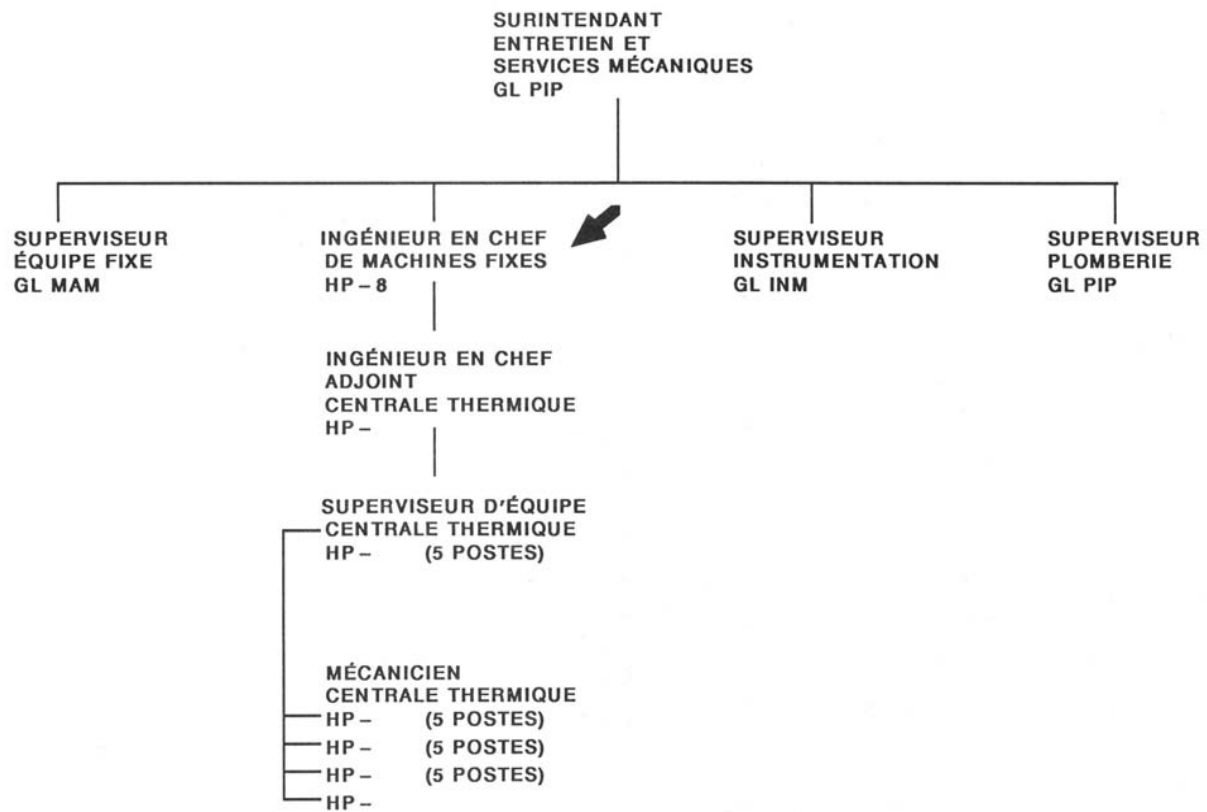 SURINTENDANT
ENTRETIEN ET
SERVICES MÉCANIQUES
GL PIP
SUPERVISEUR
ÉQUIPE FIXE
GL MAM
INGÉNIEUR EN CHEF
DE MACHINES FIXES
HP – 8
SUPERVISEUR
INSTRUMENTATION
GL INM
SUPERVISEUR
PLOMBERIE
GL PIP
INGÉNIEUR EN CHEF
ADJOINT
CENTRALE THERMIQUE
HP –
SUPERVISEUR D'ÉQUIPE
CENTRALE THERMIQUE
HP – (5 POSTES)
MÉCANICIEN
CENTRALE THERMIQUE
HP – (5 POSTES)
HP – (5 POSTES)
HP – (5 POSTES)
HP –